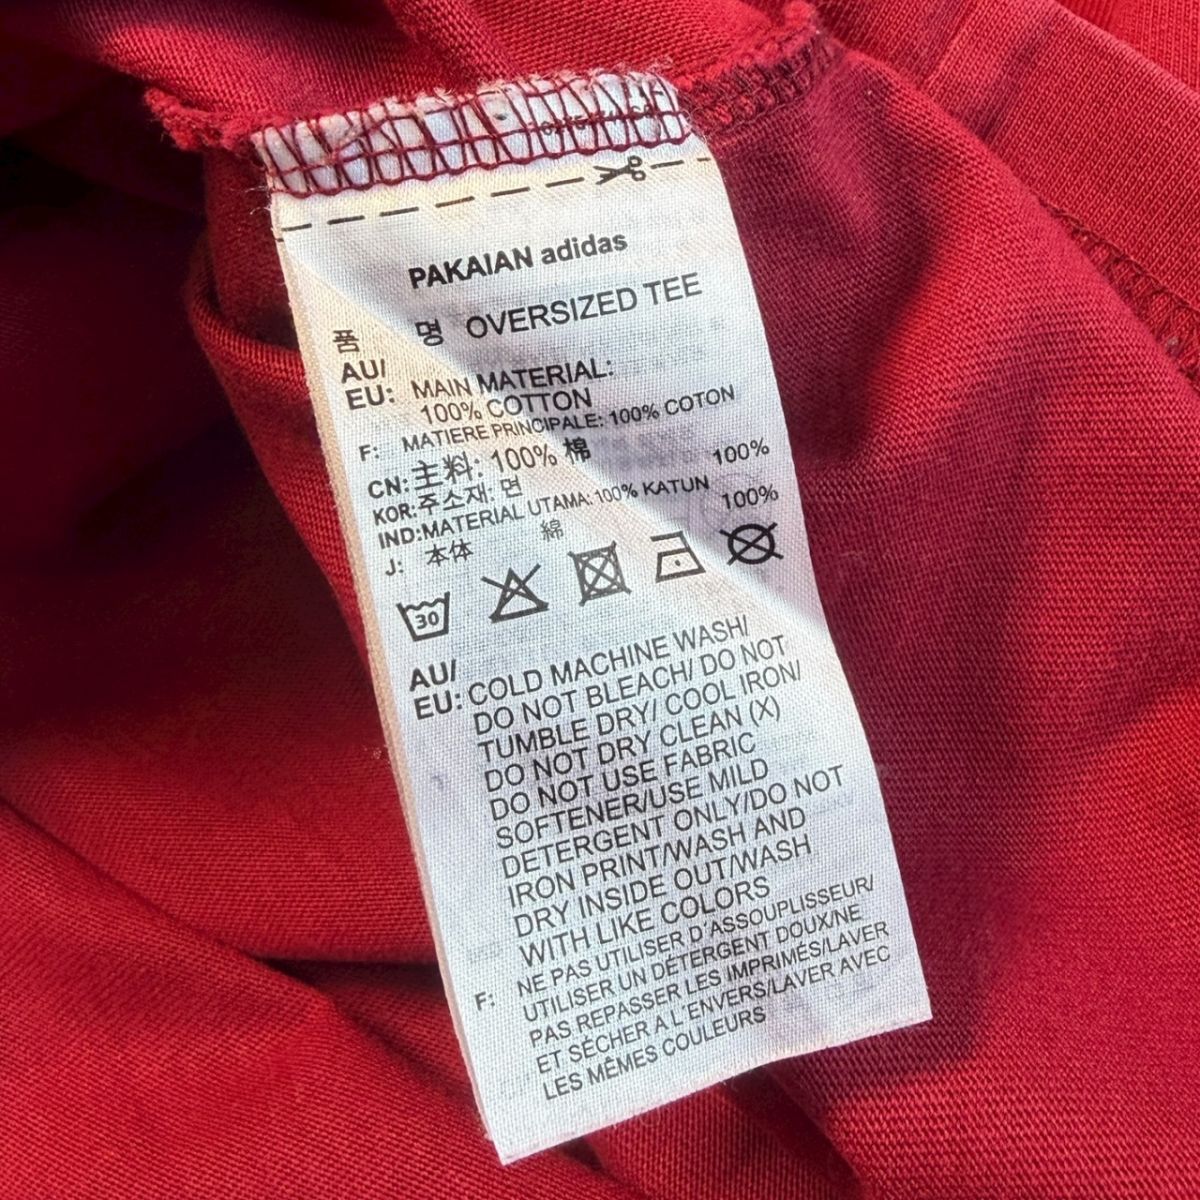 PAKAIAN adidas
품 명 OVERSIZED TEE
AU/
EU: MAIN MATERIAL:
100% COTTON
F: MATIERE PRINCIPALE: 100% COTON
CN: 主料: 100% 棉
KOR: 주소재: 면 100%
IND: MATERIAL UTAMA: 100% KATUN
J: 本体 綿 100%
30
AU/
EU: COLD MACHINE WASH/
DO NOT BLEACH/ DO NOT
TUMBLE DRY/ COOL IRON/
DO NOT DRY CLEAN (X)
DO NOT USE FABRIC
SOFTENER/USE MILD
DETERGENT ONLY/DO NOT
IRON PRINT/WASH AND
DRY INSIDE OUT/WASH
WITH LIKE COLORS
F: NE PAS UTILISER D'ASSOUPLISSEUR/
UTILISER UN DÉTERGENT DOUX/NE
PAS REPASSER LES IMPRIMÉS/LAVER
ET SÉCHER A L'ENVERS/LAVER AVEC
LES MÊMES COULEURS